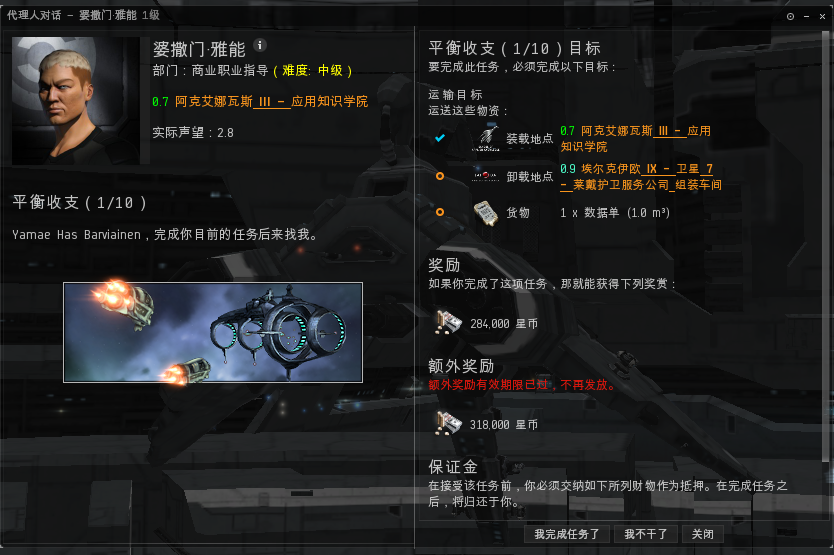 代理人对话 - 婆撒门·雅能 1级
婆撒门·雅能
部门：商业职业指导 ( 难度: 中级 )
0.7 阿克艾娜瓦斯 III - 应用知识学院
实际声望：2.8
平衡收支 ( 1/10 )
Yamae Has Barviainen，完成你目前的任务后来找我。
平衡收支 ( 1/10 ) 目标
要完成此任务，必须完成以下目标：
运输目标
运送这些物资：
装载地点 0.7 阿克艾娜瓦斯 III - 应用
知识学院
卸载地点 0.9 埃尔克伊欧 IX - 卫星 7
- 莱戴护卫服务公司 组装车间
货物 1 x 数据单 (1.0 m³)
奖励
如果你完成了这项任务，那就能获得下列奖赏：
284,000 星币
额外奖励
额外奖励有效期限已过，不再发放。
318,000 星币
保证金
在接受该任务前，你必须交纳如下所列财物作为抵押。在完成任务之
后，将归还于你。
我完成任务了 我不干了 关闭